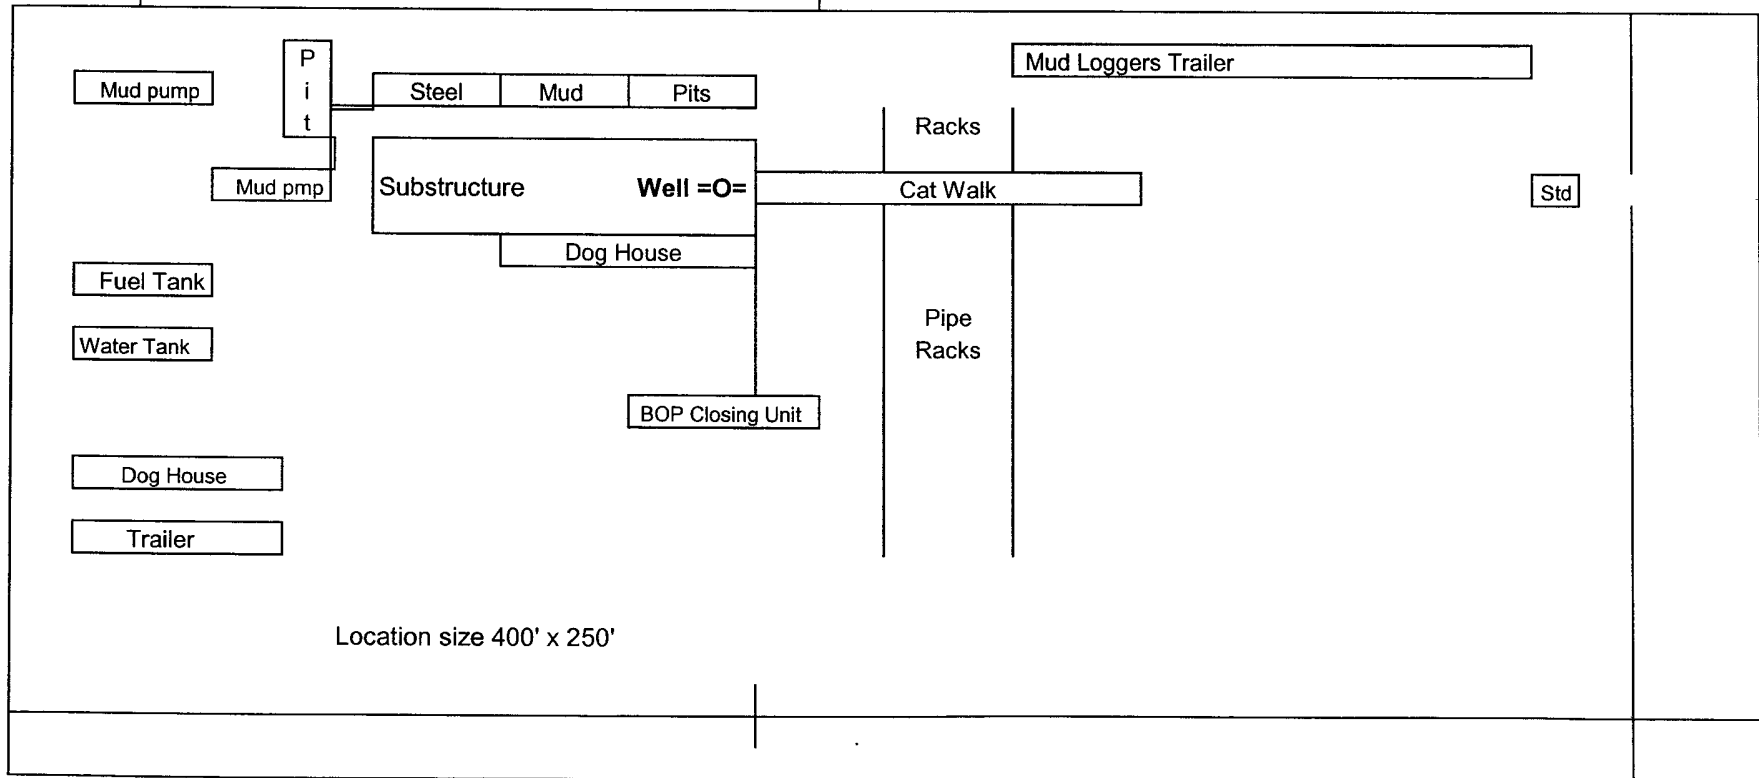 Mud Loggers Trailer
P
i
t
Mud pump
Steel Mud Pits
Racks
Mud pmp
Substructure Well =O=
Cat Walk
Std
Dog House
Fuel Tank
Pipe
Racks
Water Tank
BOP Closing Unit
Dog House
Trailer
Location size 400' x 250'